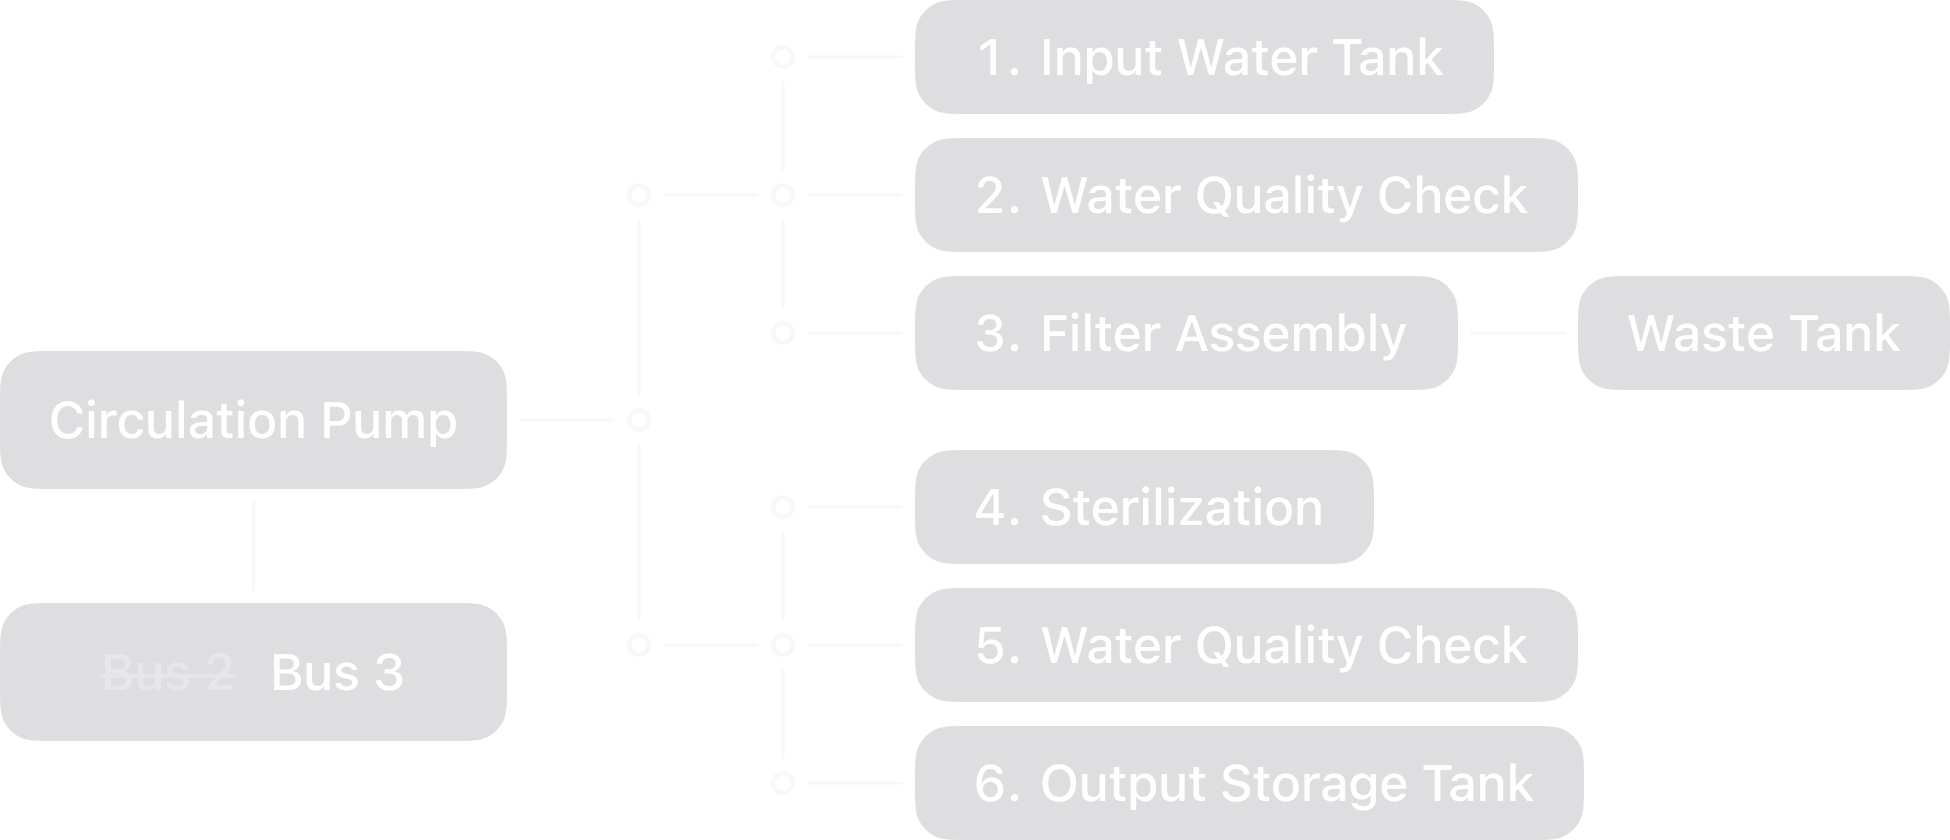 1. Input Water Tank
2. Water Quality Check
3. Filter Assembly
Waste Tank
Circulation Pump
4. Sterilization
Bus 2 Bus 3
5. Water Quality Check
6. Output Storage Tank